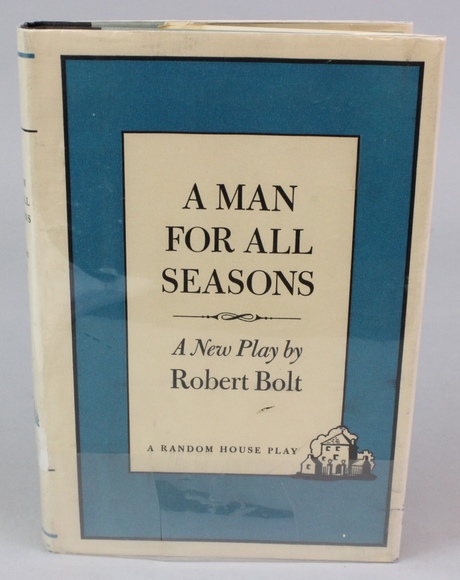 A MAN
FOR ALL
SEASONS
A New Play by
Robert Bolt
A RANDOM HOUSE PLAY